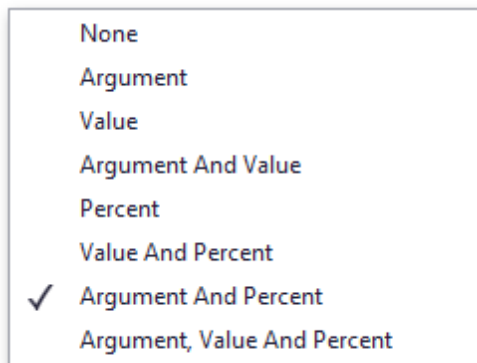 None
Argument
Value
Argument And Value
Percent
Value And Percent
Argument And Percent
Argument, Value And Percent